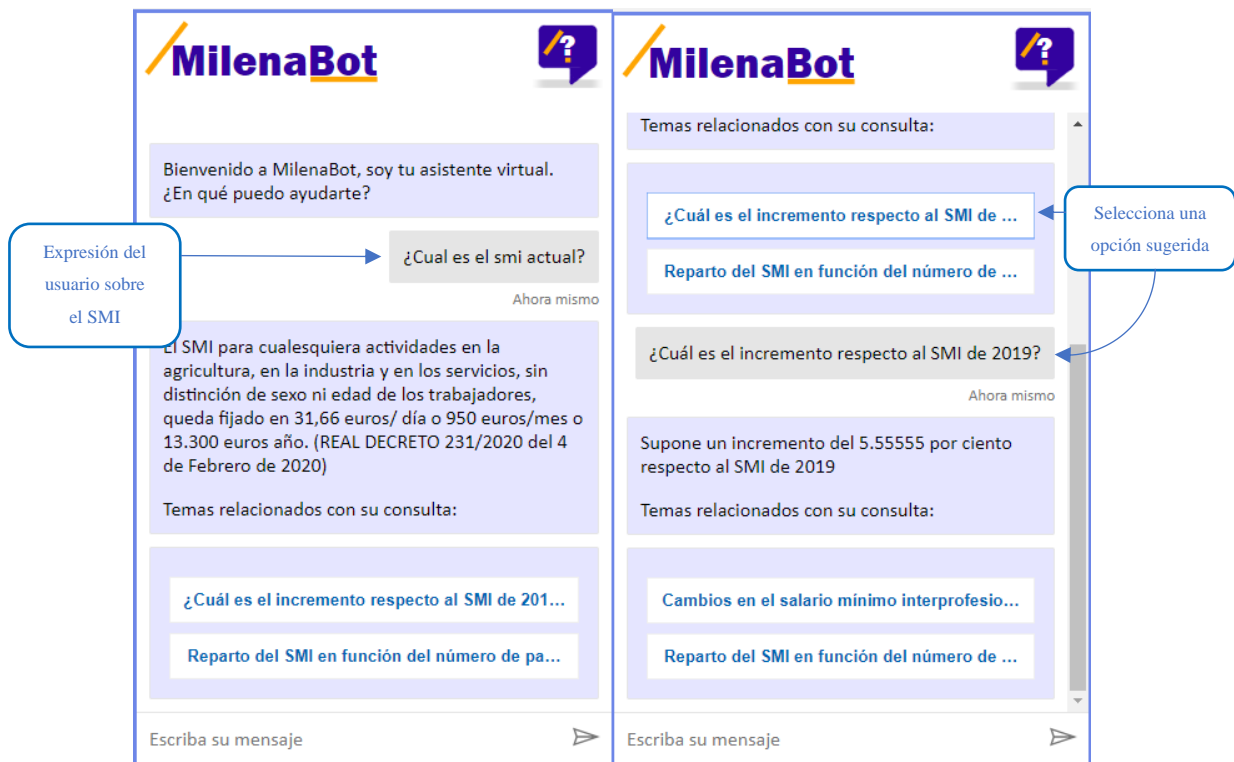 MilenaBot
/?
Bienvenido a MilenaBot, soy tu asistente virtual.
¿En qué puedo ayudarte?
Expresión del
usuario sobre
el SMI
¿Cual es el smi actual?
Ahora mismo
El SMI para cualesquiera actividades en la
agricultura, en la industria y en los servicios, sin
distinción de sexo ni edad de los trabajadores,
queda fijado en 31,66 euros/ día o 950 euros/mes o
13.300 euros año. (REAL DECRETO 231/2020 del 4
de Febrero de 2020)
Temas relacionados con su consulta:
¿Cuál es el incremento respecto al SMI de 201...
Reparto del SMI en función del número de pa...
Escriba su mensaje
MilenaBot
/?
Temas relacionados con su consulta:
¿Cuál es el incremento respecto al SMI de ...
Reparto del SMI en función del número de ...
Selecciona una
opción sugerida
¿Cuál es el incremento respecto al SMI de 2019?
Ahora mismo
Supone un incremento del 5.55555 por ciento
respecto al SMI de 2019
Temas relacionados con su consulta:
Cambios en el salario mínimo interprofesio...
Reparto del SMI en función del número de ...
Escriba su mensaje